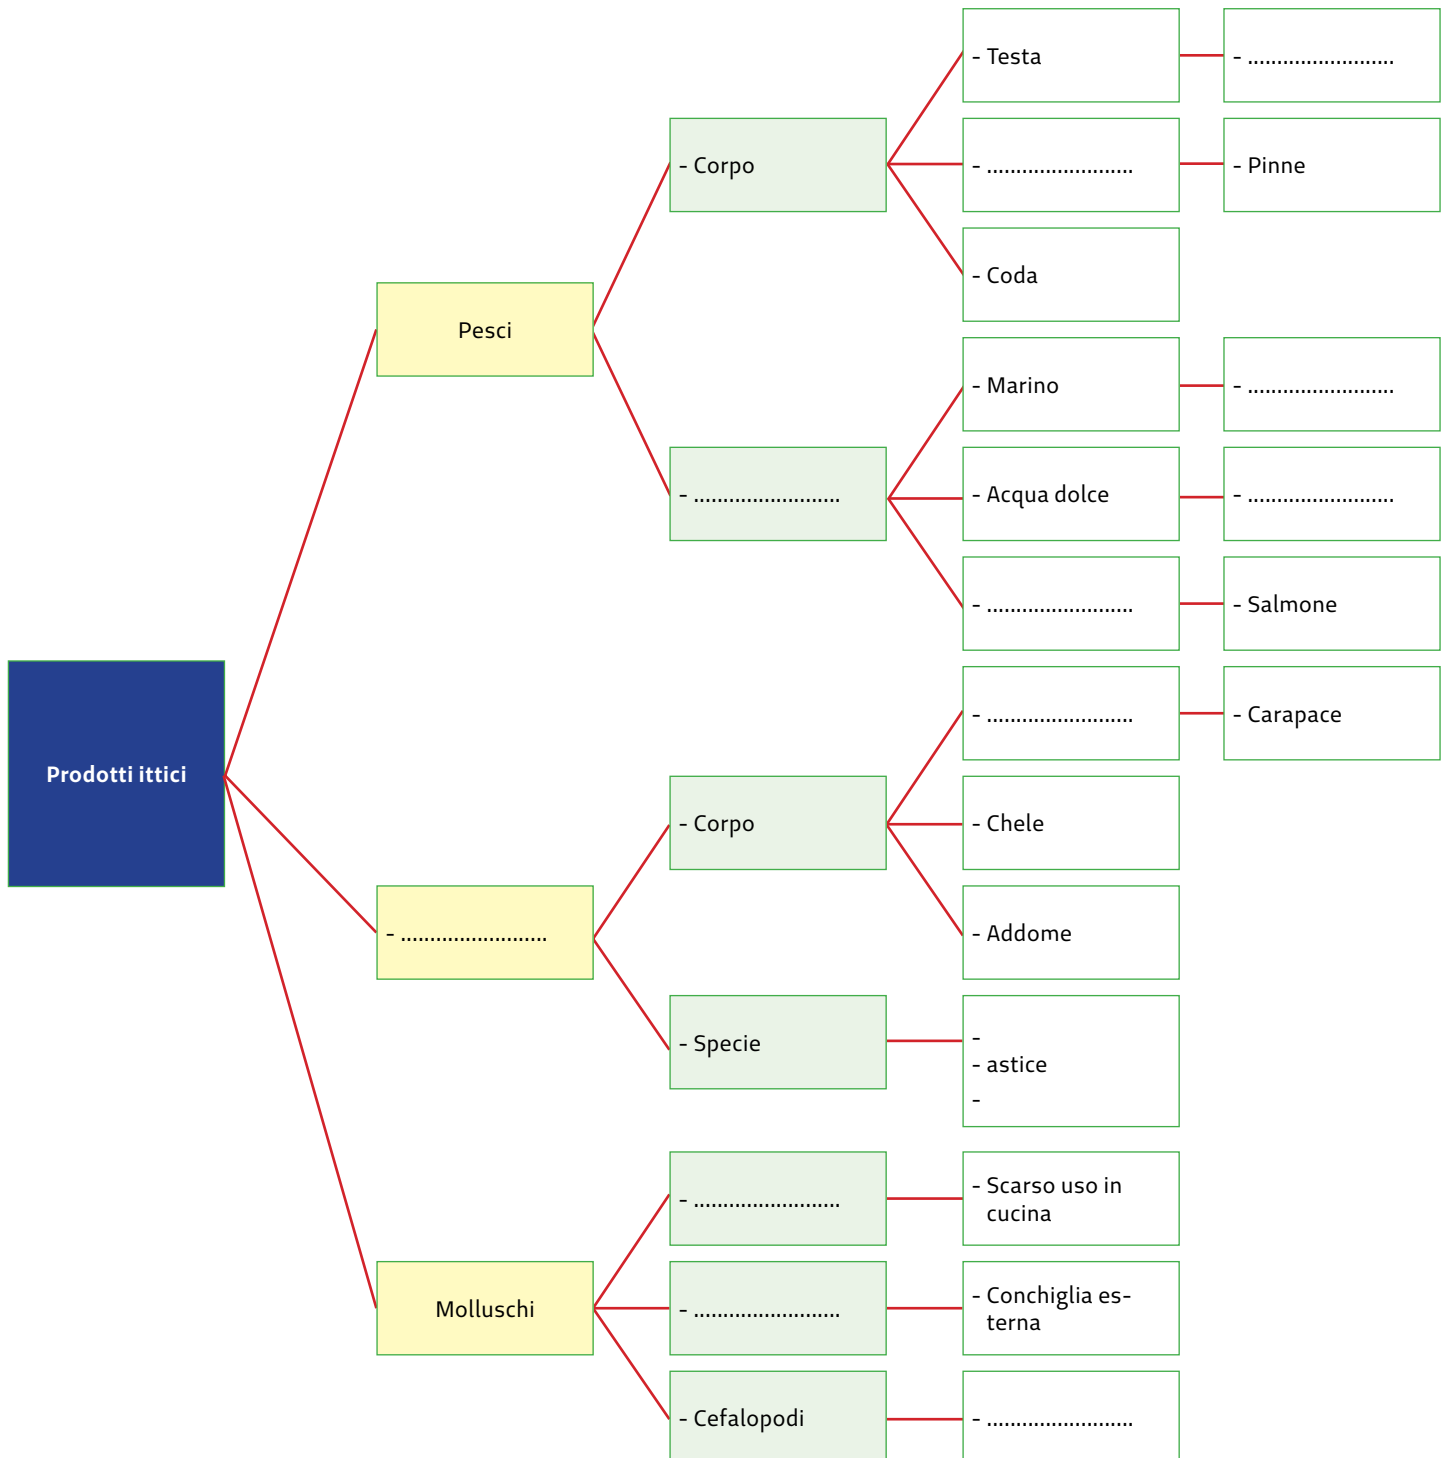 - Testa
- .........................
- Corpo
- .........................
- Pinne
- Coda
Pesci
- Marino
- .........................
- .........................
- Acqua dolce
- .........................
- .........................
- Salmone
Prodotti ittici
- .........................
- Carapace
- Corpo
- Chele
- .........................
- Addome
- Specie
-
- astice
-
- .........................
- Scarso uso in
cucina
Molluschi
- .........................
- Conchiglia es-
terna
- Cefalopodi
- .........................